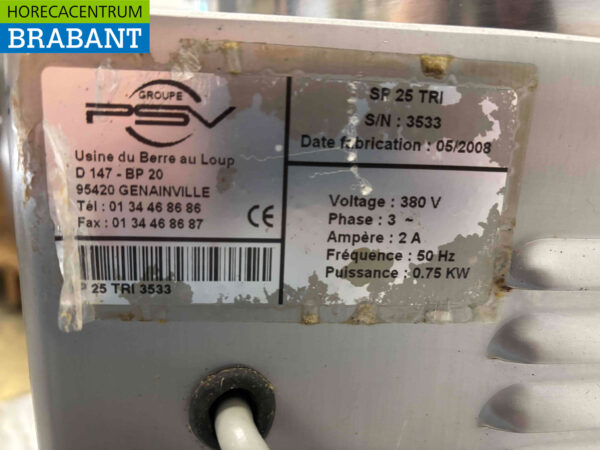 HORECACENTRUM
BRABANT
GROUPE
PSV
Usine du Berre au Loup
D 147 - BP 20
95420 GENAINVILLE
Tél : 01 34 46 86 86
Fax : 01 34 46 86 87
CE
P 25 TRI 3533
SP 25 TRI
S/N : 3533
Date fabrication : 05/2008
Voltage : 380 V
Phase : 3 ~
Ampère : 2 A
Fréquence : 50 Hz
Puissance : 0.75 KW